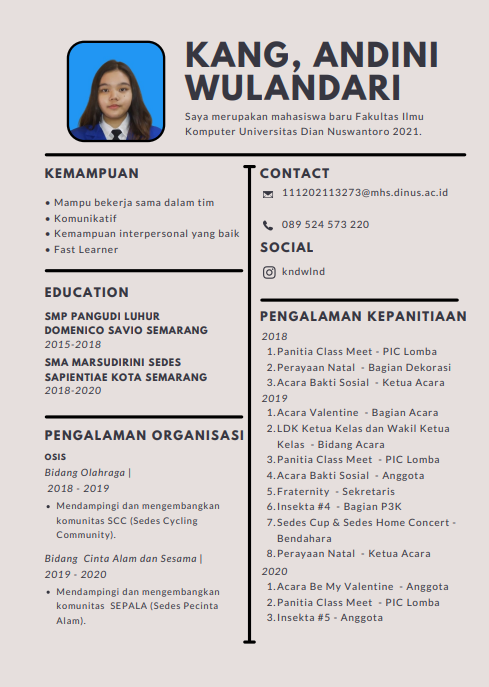 KANG, ANDINI
WULANDARI
Saya merupakan mahasiswa baru Fakultas Ilmu
Komputer Universitas Dian Nuswantoro 2021.
KEMAMPUAN
• Mampu bekerja sama dalam tim
• Komunikatif
• Kemampuan interpersonal yang baik
• Fast Learner
EDUCATION
SMP PANGUDI LUHUR
DOMENICO SAVIO SEMARANG
2015-2018
SMA MARSUDIRINI SEDES
SAPIENTIAE KOTA SEMARANG
2018-2020
PENGALAMAN ORGANISASI
OSIS
Bidang Olahraga |
2018 - 2019
• Mendampingi dan mengembangkan
komunitas SCC (Sedes Cycling
Community).
Bidang Cinta Alam dan Sesama |
2019 - 2020
• Mendampingi dan mengembangkan
komunitas SEPALA (Sedes Pecinta
Alam).
CONTACT
111202113273@mhs.dinus.ac.id
089 524 573 220
SOCIAL
kndwlnd
PENGALAMAN KEPANITIAAN
2018
1.Panitia Class Meet - PIC Lomba
2.Perayaan Natal - Bagian Dekorasi
3.Acara Bakti Sosial - Ketua Acara
2019
1.Acara Valentine - Bagian Acara
2.LDK Ketua Kelas dan Wakil Ketua
Kelas - Bidang Acara
3.Panitia Class Meet - PIC Lomba
4.Acara Bakti Sosial - Anggota
5.Fraternity - Sekretaris
6.Insekta #4 - Bagian P3K
7.Sedes Cup & Sedes Home Concert -
Bendahara
8.Perayaan Natal - Ketua Acara
2020
1.Acara Be My Valentine - Anggota
2.Panitia Class Meet - PIC Lomba
3.Insekta #5 - Anggota